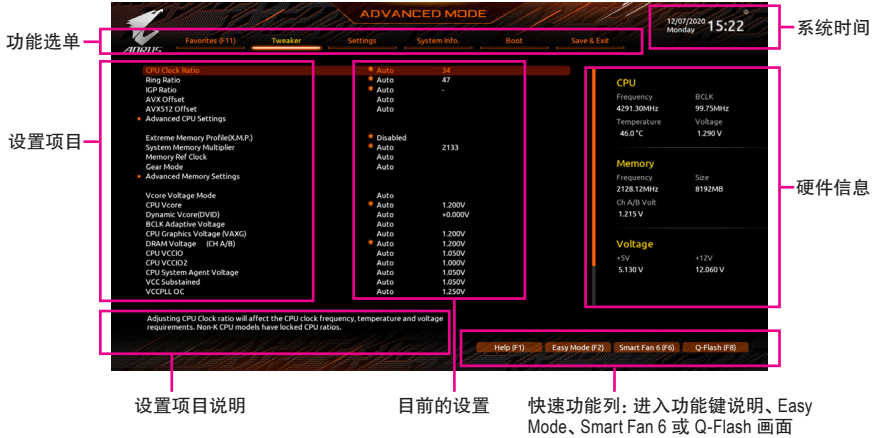 ADVANCED MODE
12/07/2020 Monday 15:22
系统时间
功能选单
AORUS
Favorites (F11) Tweaker Settings System Info. Boot Save & Exit
设置项目
CPU Clock Ratio Auto 34
Ring Ratio Auto 47
IGP Ratio Auto -
AVX Offset Auto
AVX512 Offset Auto
Advanced CPU Settings
Extreme Memory Profile(X.M.P.) Disabled
System Memory Multiplier Auto 2133
Memory Ref Clock Auto
Gear Mode Auto
Advanced Memory Settings
Vcore Voltage Mode Auto
CPU Vcore Auto 1.200V
Dynamic Vcore(DVID) Auto +0.000V
BCLK Adaptive Voltage Auto
CPU Graphics Voltage (VAXG) Auto 1.200V
DRAM Voltage (CH A/B) Auto 1.200V
CPU VCCIO Auto 1.050V
CPU VCCIO2 Auto 1.000V
CPU System Agent Voltage Auto 1.050V
VCC Substained Auto 1.050V
VCCPLL OC Auto 1.250V
CPU
Frequency BCLK
4291.30MHz 99.75MHz
Temperature Voltage
46.0 °C 1.290 V
Memory
Frequency Size
2128.12MHz 8192MB
Ch A/B Volt
1.215 V
Voltage
+5V +12V
5.130 V 12.060 V
硬件信息
Adjusting CPU Clock ratio will affect the CPU clock frequency, temperature and voltage
requirements. Non-K CPU models have locked CPU ratios.
Help (F1) Easy Mode (F2) Smart Fan 6 (F6) Q-Flash (F8)
设置项目说明
目前的设置
快速功能列: 进入功能键说明、Easy
Mode、Smart Fan 6 或 Q-Flash 画面